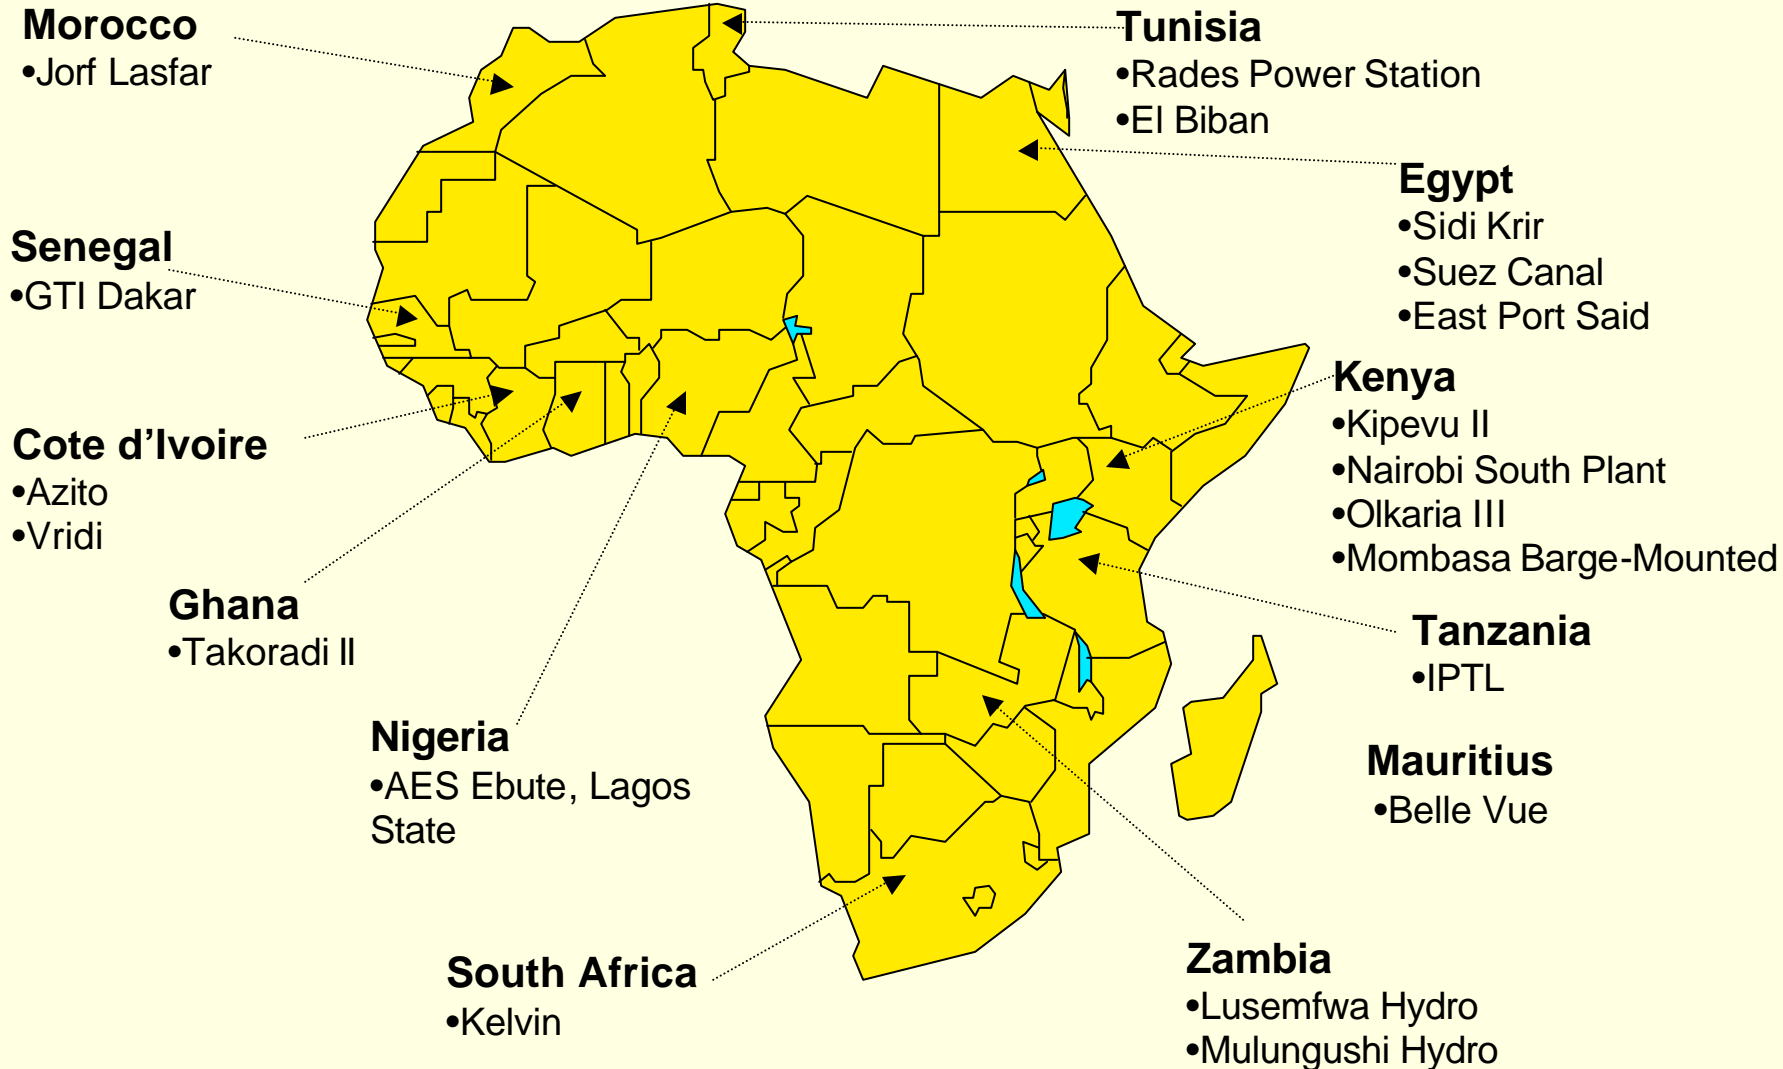 Morocco
•Jorf Lasfar
Tunisia
•Rades Power Station
•El Biban
Egypt
•Sidi Krir
•Suez Canal
•East Port Said
Senegal
•GTI Dakar
Kenya
•Kipevu II
•Nairobi South Plant
•Olkaria III
•Mombasa Barge-Mounted
Cote d’Ivoire
•Azito
•Vridi
Ghana
•Takoradi II
Tanzania
•IPTL
Nigeria
•AES Ebute, Lagos
State
Mauritius
•Belle Vue
South Africa
•Kelvin
Zambia
•Lusemfwa Hydro
•Mulungushi Hydro